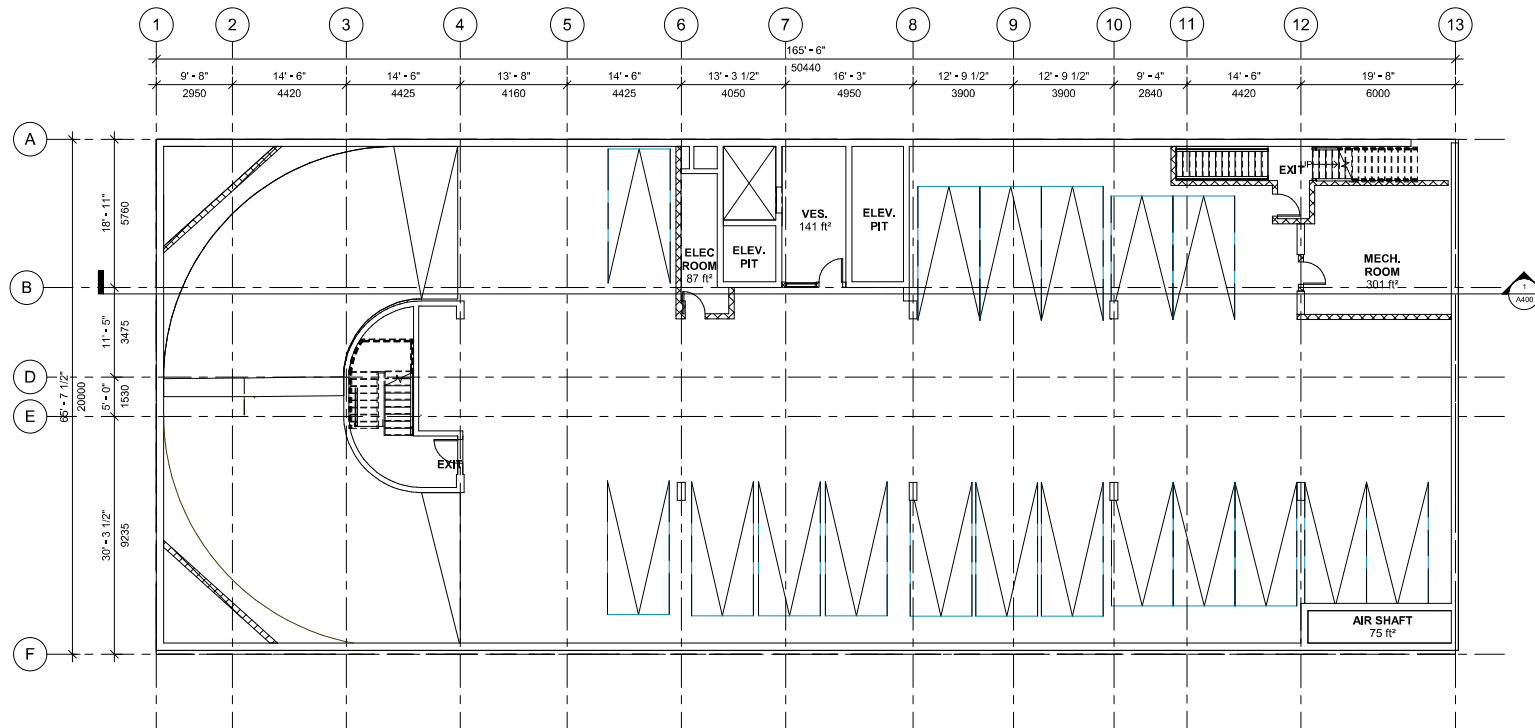 1 2 3 4 5 6 7 8 9 10 11 12 13
165' - 6"
50440
9' - 8" 14' - 6" 14' - 6" 13' - 8" 14' - 6" 13' - 3 1/2" 16' - 3" 12' - 9 1/2" 12' - 9 1/2" 9' - 4" 14' - 6" 19' - 8"
2950 4420 4425 4160 4425 4050 4950 3900 3900 2840 4420 6000
A
B
D
E
F
65' - 7 1/2"
20000
18' - 11"
5760
11' - 5"
3475
5' - 0"
1530
30' - 3 1/2"
9235
ELEC
ROOM
87 ft²
ELEV.
PIT
VES.
141 ft²
ELEV.
PIT
EXIT
UP
MECH.
ROOM
301 ft²
1
A400
EXIT
AIR SHAFT
75 ft²